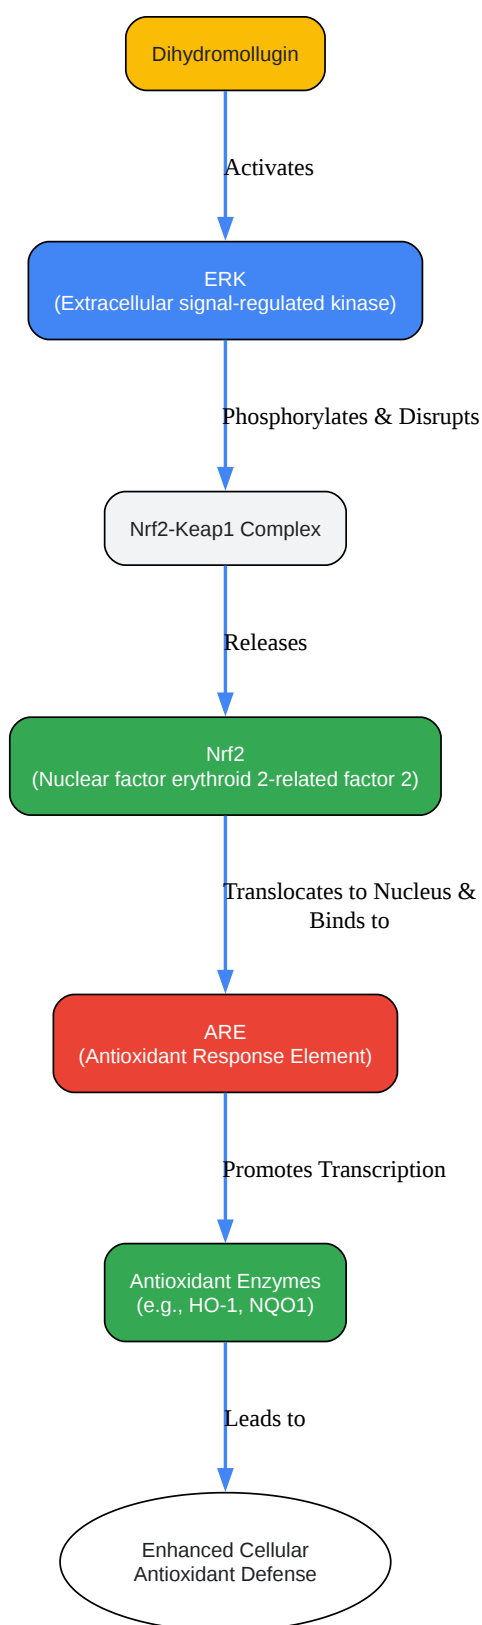 Dihydromollugin
Activates
ERK
(Extracellular signal-regulated kinase)
Phosphorylates & Disrupts
Nrf2-Keap1 Complex
Releases
Nrf2
(Nuclear factor erythroid 2-related factor 2)
Translocates to Nucleus &
Binds to
ARE
(Antioxidant Response Element)
Promotes Transcription
Antioxidant Enzymes
(e.g., HO-1, NQO1)
Leads to
Enhanced Cellular
Antioxidant Defense